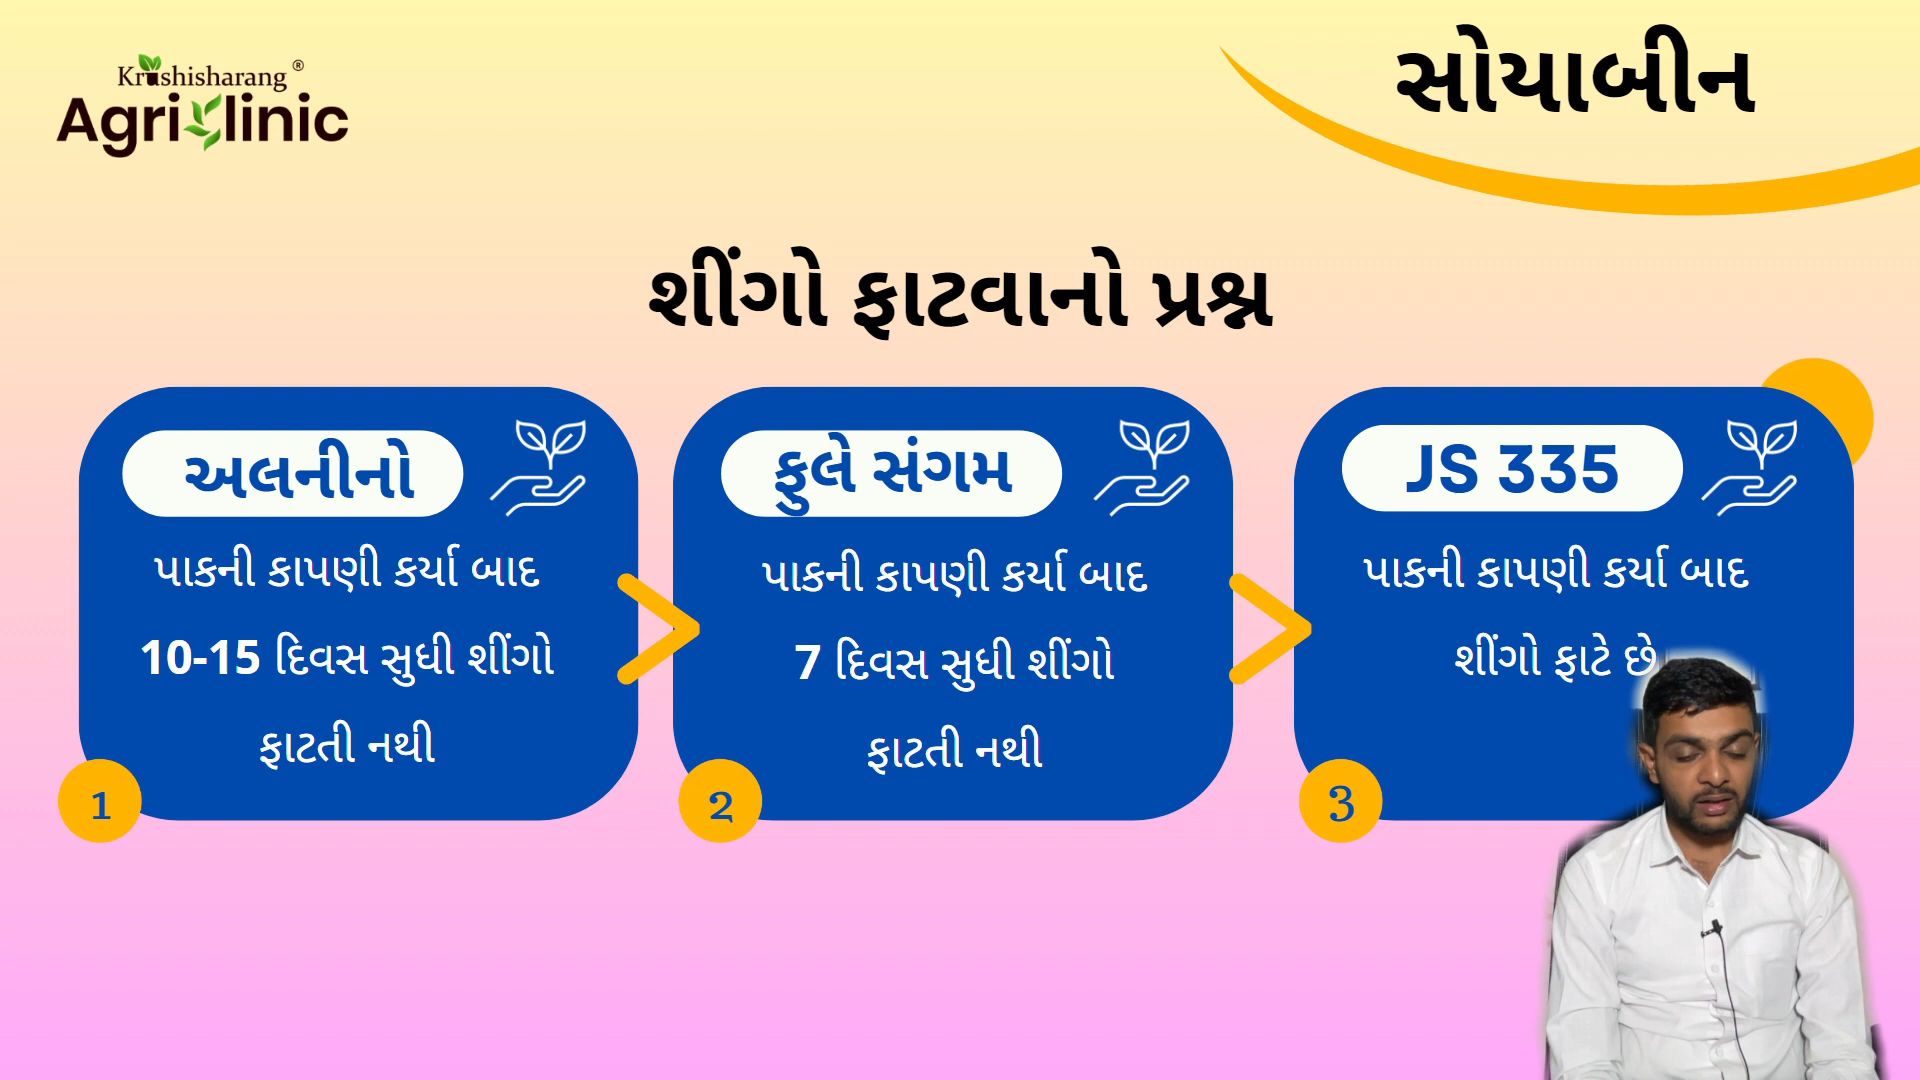 Krushisharang ®
AgriClinic
સોયાબીન
શીંગો ફાટવાનો પ્રશ્ન
અલનીનો
પાકની કાપણી કર્યા બાદ
10-15 દિવસ સુધી શીંગો
ફાટતી નથી
1
ફુલે સંગમ
પાકની કાપણી કર્યા બાદ
7 દિવસ સુધી શીંગો
ફાટતી નથી
2
JS 335
પાકની કાપણી કર્યા બાદ
શીંગો ફાટે છે
3